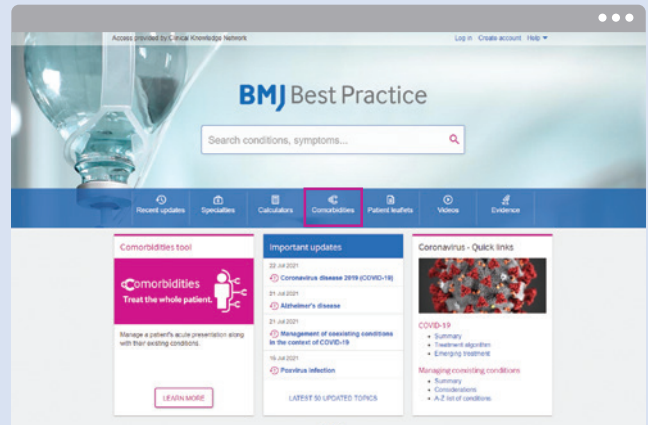 Access provided by Clinical Knowledge Network
Log in Create account Help
BMJ Best Practice
Search conditions, symptoms...
Recent updates Specialties Calculators Comorbidities Patient leaflets Videos Evidence
Comorbidities tool
Comorbidities
Treat the whole patient.
Manage a patient's acute presentation along
with their existing conditions.
LEARN MORE
Important updates
22 Jul 2021
Coronavirus disease 2019 (COVID-19)
21 Jul 2021
Alzheimer's disease
21 Jul 2021
Management of coexisting conditions
in the context of COVID-19
19 Jul 2021
Poxvirus infection
LATEST 50 UPDATED TOPICS
Coronavirus - Quick links
COVID-19
Summary
Treatment algorithm
Emerging treatment
Managing coexisting conditions
Summary
Considerations
A-Z list of conditions